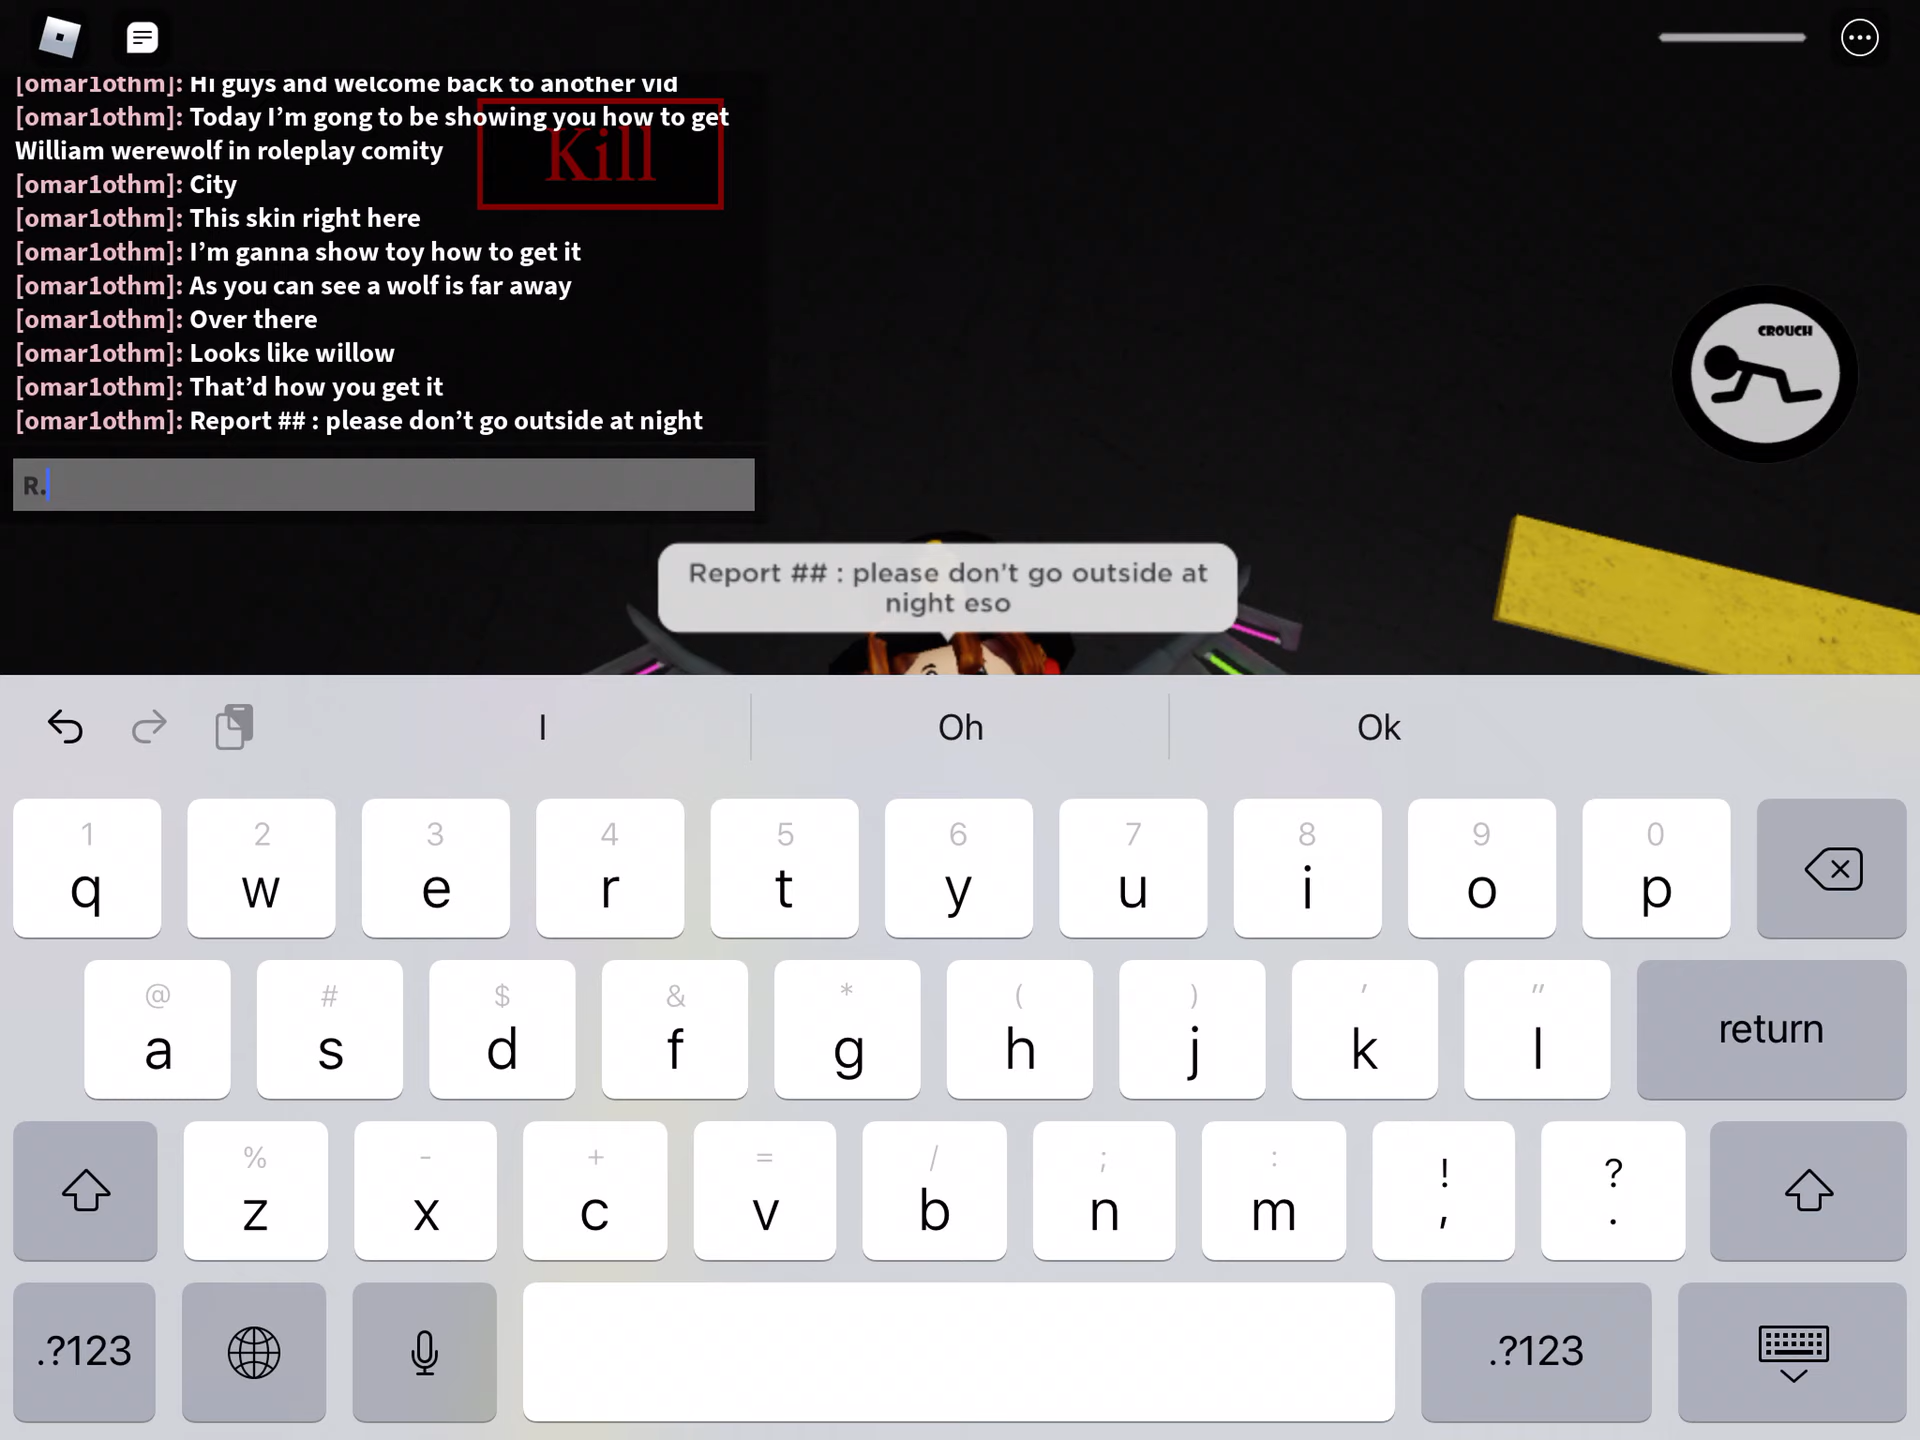 [omar1othm]: Hi guys and welcome back to another vid
[omar1othm]: Today I’m gong to be showing you how to get
William werewolf in roleplay comity
[omar1othm]: City
[omar1othm]: This skin right here
[omar1othm]: I’m ganna show toy how to get it
[omar1othm]: As you can see a wolf is far away
[omar1othm]: Over there
[omar1othm]: Looks like willow
[omar1othm]: That’d how you get it
[omar1othm]: Report ## : please don’t go outside at night
Kill
CROUCH
R.
Report ## : please don’t go outside at
night eso
I Oh Ok
1 2 3 4 5 6 7 8 9 0
q w e r t y u i o p
@ # $ & * ( ) ’ ”
a s d f g h j k l return
% - + = / ; : ! ?
z x c v b n m , .
.?123 .?123